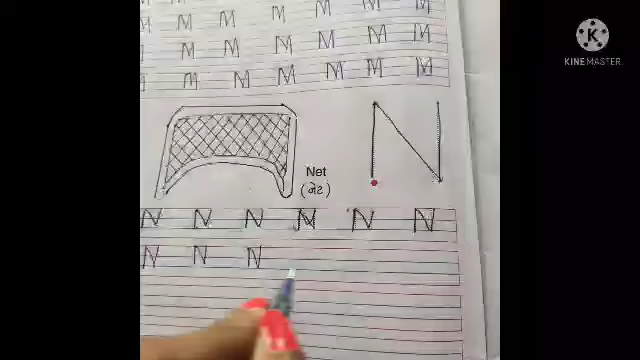 M M M M M M M
M M M M M M M
M M M M M M M
K
KINEMASTER
N
Net
(નેટ)
N N N N N N
N N N